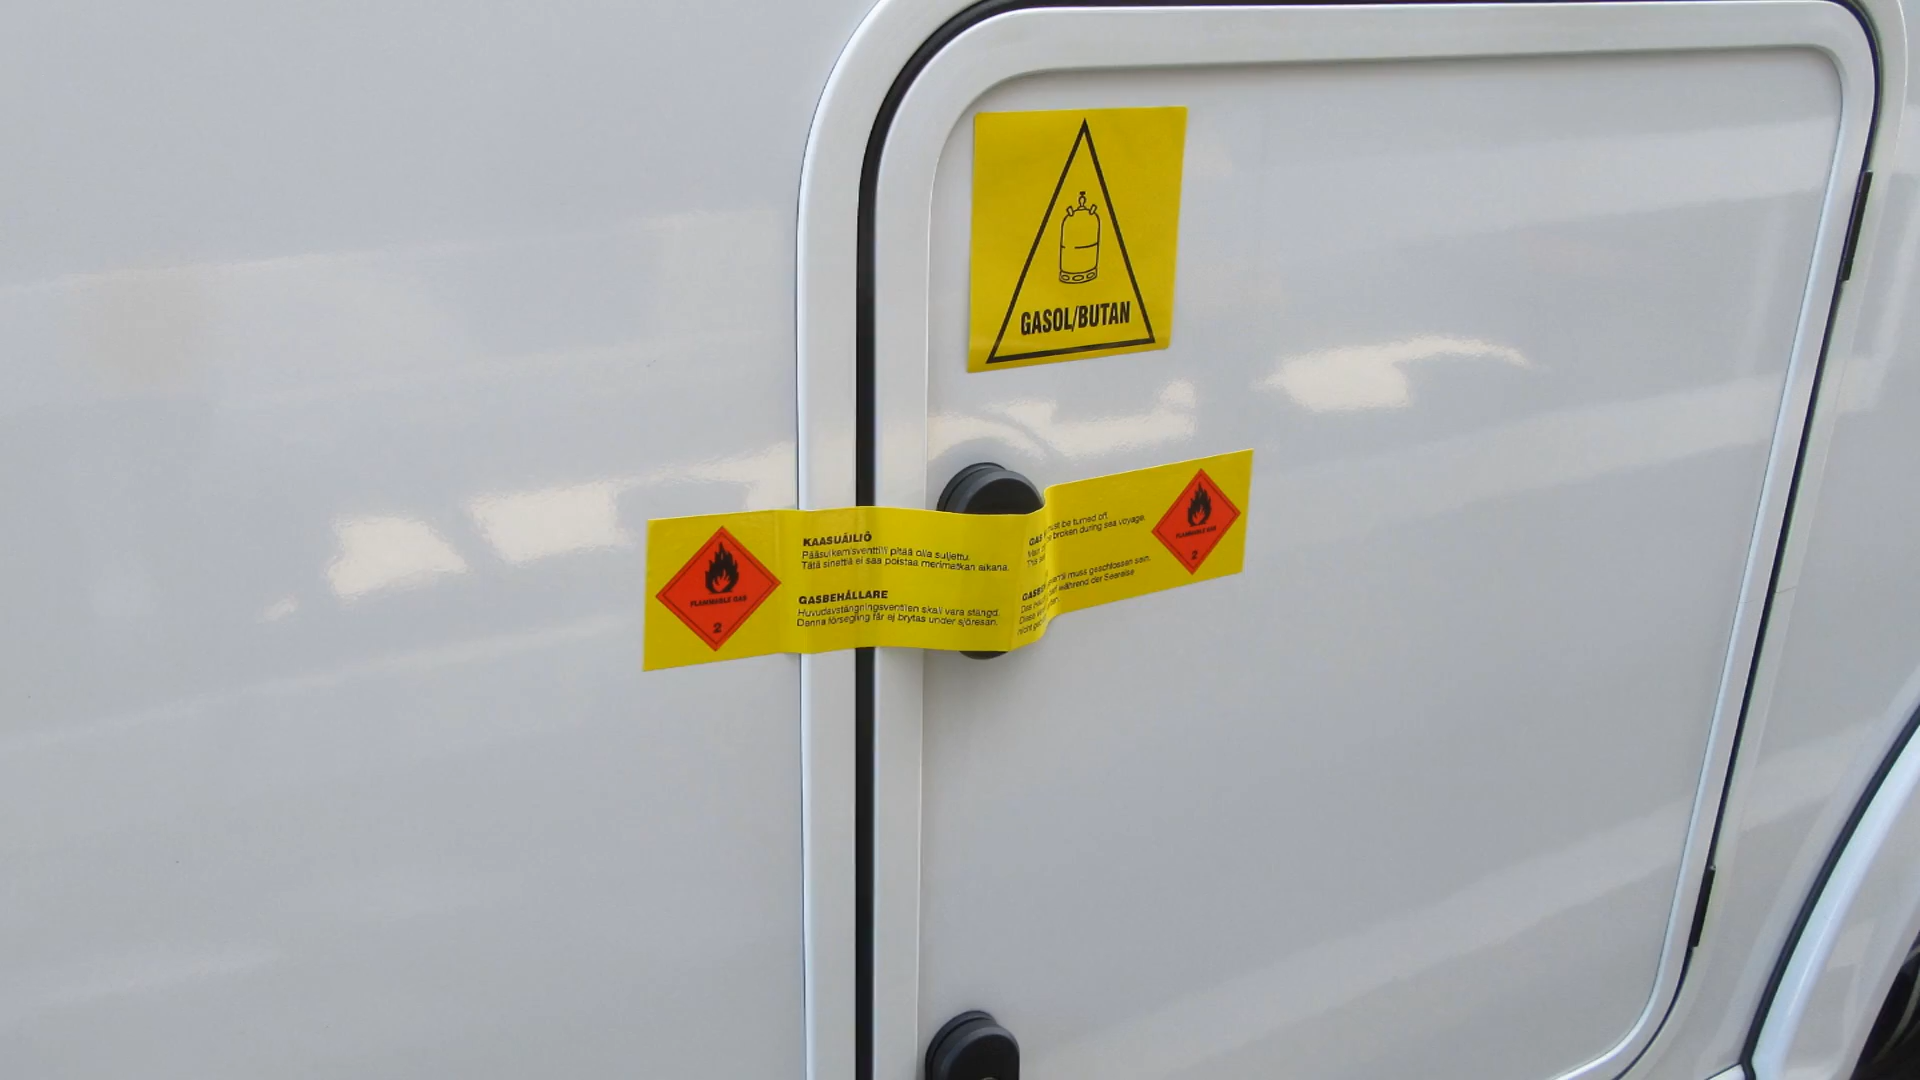 GASOL/BUTAN
FLAMMABLE GAS
2
KAASUÄILIÖ
Pääsulkemisventtiili pitää olla suljettu.
Tätä sinettiä ei saa poistaa merimatkan aikana.
GASBEHÅLLARE
Huvudavstängningsventilen skall vara stängd.
Denna försegling får ej brytas under sjöresan.
GAS
must be turned off.
broken during sea voyage.
muss geschlossen sein.
während der Seereise
nicht
FLAMMABLE GAS
2